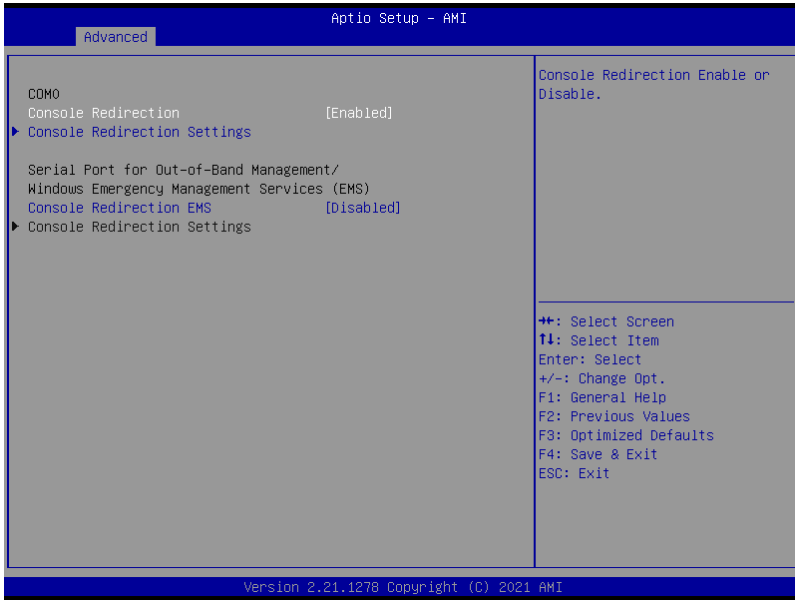 Aptio Setup – AMI
Advanced
COM0
Console Redirection [Enabled]
Console Redirection Settings
Serial Port for Out-of-Band Management/
Windows Emergency Management Services (EMS)
Console Redirection EMS [Disabled]
Console Redirection Settings
Console Redirection Enable or
Disable.
→←: Select Screen
↑↓: Select Item
Enter: Select
+/-: Change Opt.
F1: General Help
F2: Previous Values
F3: Optimized Defaults
F4: Save & Exit
ESC: Exit
Version 2.21.1278 Copyright (C) 2021 AMI